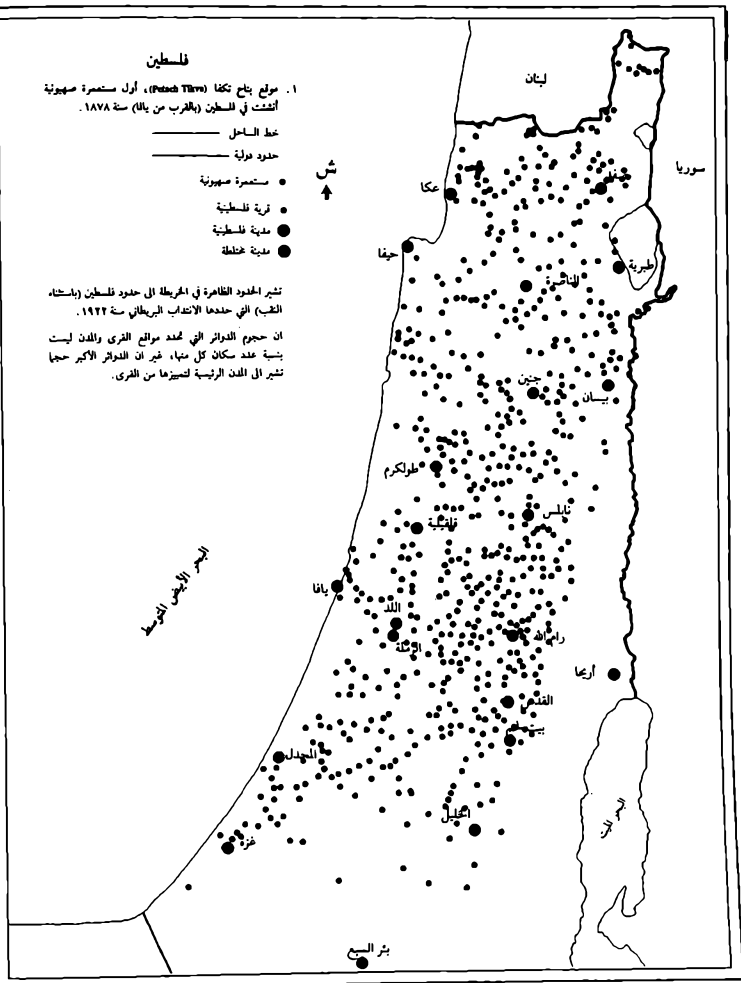 فلسطين
١. موقع بتاح تكفا (Petach Tikva)، أول مستعمرة صهيونية
أنشئت في فلسطين (بالقرب من يافا) سنة ١٨٧٨.
خط الساحل
حدود دولية
مستعمرة صهيونية
قرية فلسطينية
مدينة فلسطينية
مدينة مختلطة
تشير الحدود الظاهرة في الخريطة الى حدود فلسطين (باستثناء
النقب) التي حددها الانتداب البريطاني سنة ١٩٢٢.
ان حجوم الدوائر التي تحدد مواقع القرى والمدن ليست
بنسبة عدد سكان كل منها، غير ان الدوائر الأكبر حجما
تشير الى المدن الرئيسية لتمييزها من القرى.
ش
لبنان
سوريا
صفد
عكا
حيفا
طبرية
الناصرة
جنين
بيسان
طولكرم
نابلس
قلقيلية
البحر الأبيض المتوسط
يافا
اللد
الرملة
رام الله
أريحا
القدس
بيت لحم
المجدل
البحر الميت
الخليل
غزة
بئر السبع